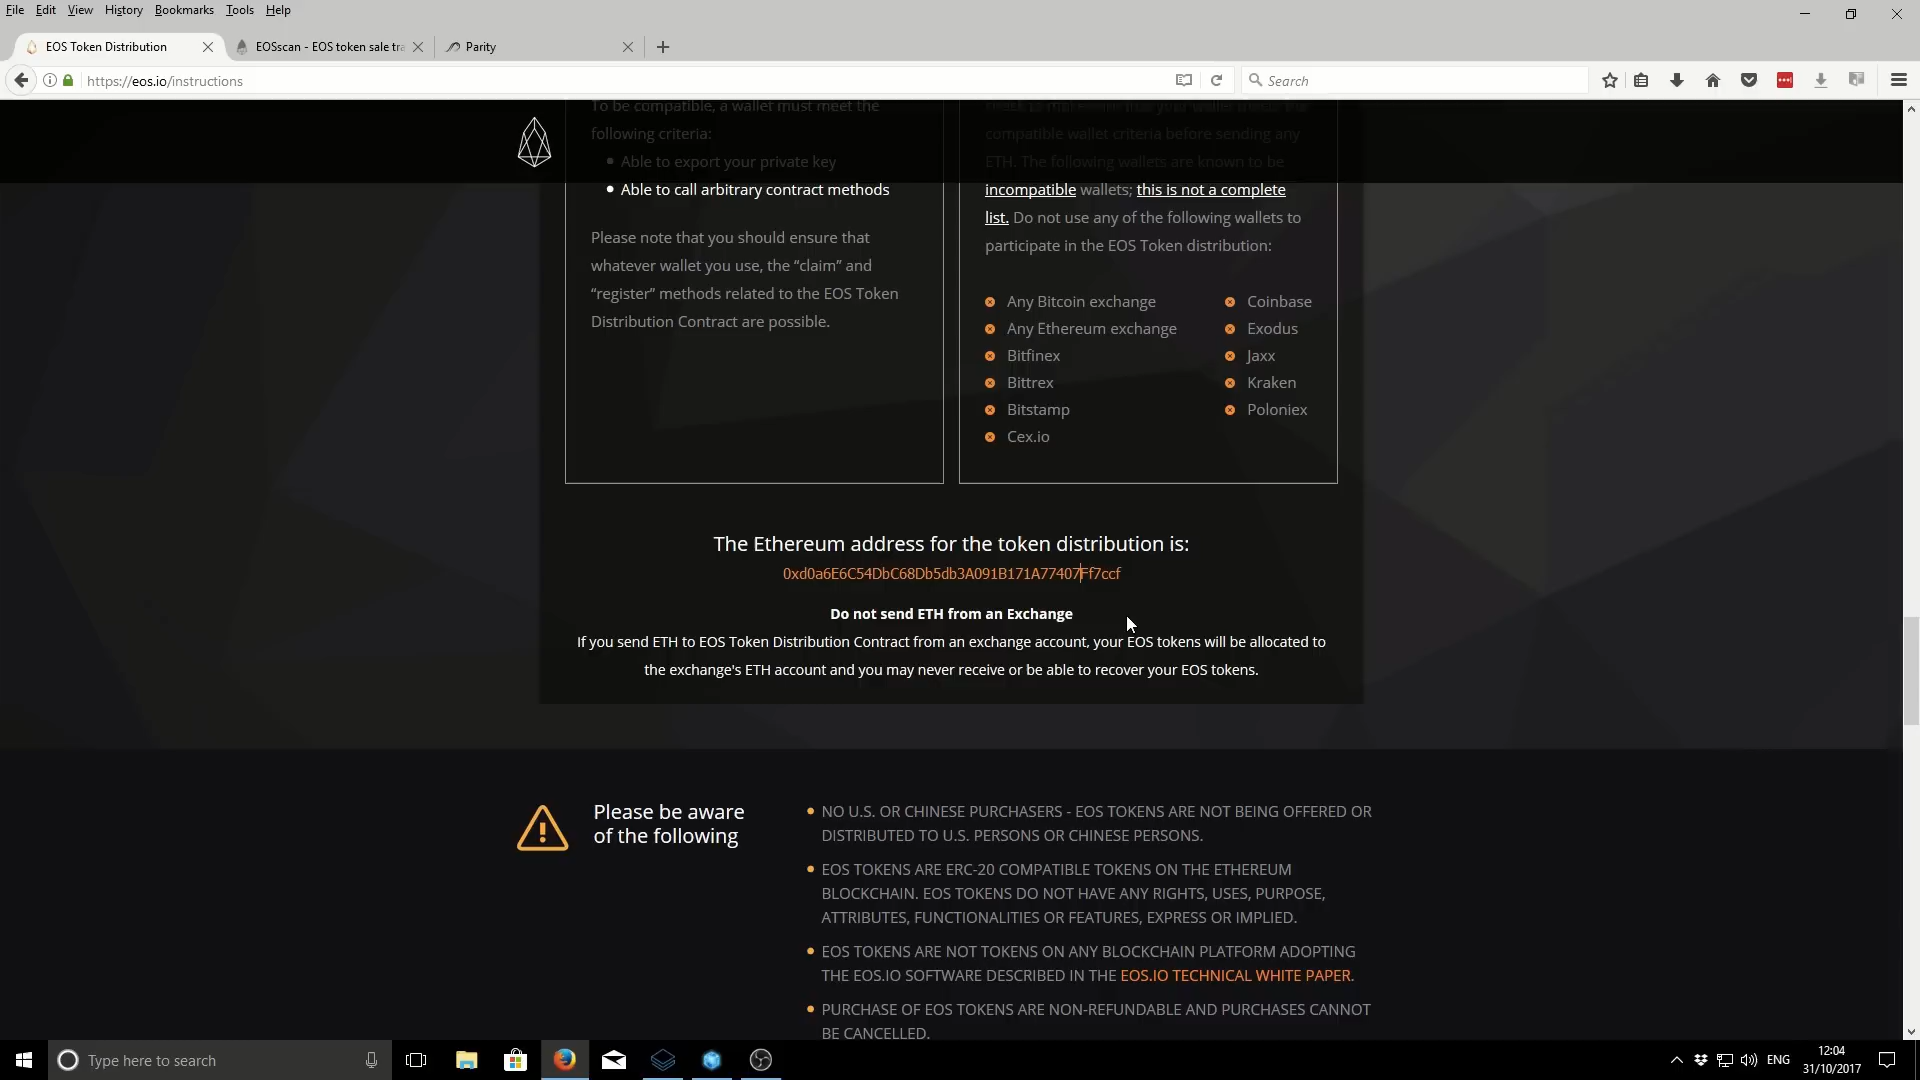 File Edit View History Bookmarks Tools Help
EOS Token Distribution
EOSscan - EOS token sale tra
Parity
https://eos.io/instructions
Search
To be compatible, a wallet must meet the
following criteria:
Able to export your private key
Able to call arbitrary contract methods
Please note that you should ensure that
whatever wallet you use, the “claim” and
“register” methods related to the EOS Token
Distribution Contract are possible.
compatible wallet criteria before sending any
ETH. The following wallets are known to be
incompatible wallets; this is not a complete
list. Do not use any of the following wallets to
participate in the EOS Token distribution:
Any Bitcoin exchange
Any Ethereum exchange
Bitfinex
Bittrex
Bitstamp
Cex.io
Coinbase
Exodus
Jaxx
Kraken
Poloniex
The Ethereum address for the token distribution is:
0xd0a6E6C54DbC68Db5db3A091B171A77407Ff7ccf
Do not send ETH from an Exchange
If you send ETH to EOS Token Distribution Contract from an exchange account, your EOS tokens will be allocated to
the exchange's ETH account and you may never receive or be able to recover your EOS tokens.
Please be aware
of the following
NO U.S. OR CHINESE PURCHASERS - EOS TOKENS ARE NOT BEING OFFERED OR
DISTRIBUTED TO U.S. PERSONS OR CHINESE PERSONS.
EOS TOKENS ARE ERC-20 COMPATIBLE TOKENS ON THE ETHEREUM
BLOCKCHAIN. EOS TOKENS DO NOT HAVE ANY RIGHTS, USES, PURPOSE,
ATTRIBUTES, FUNCTIONALITIES OR FEATURES, EXPRESS OR IMPLIED.
EOS TOKENS ARE NOT TOKENS ON ANY BLOCKCHAIN PLATFORM ADOPTING
THE EOS.IO SOFTWARE DESCRIBED IN THE EOS.IO TECHNICAL WHITE PAPER.
PURCHASE OF EOS TOKENS ARE NON-REFUNDABLE AND PURCHASES CANNOT
BE CANCELLED.
Type here to search
ENG
12:04
31/10/2017